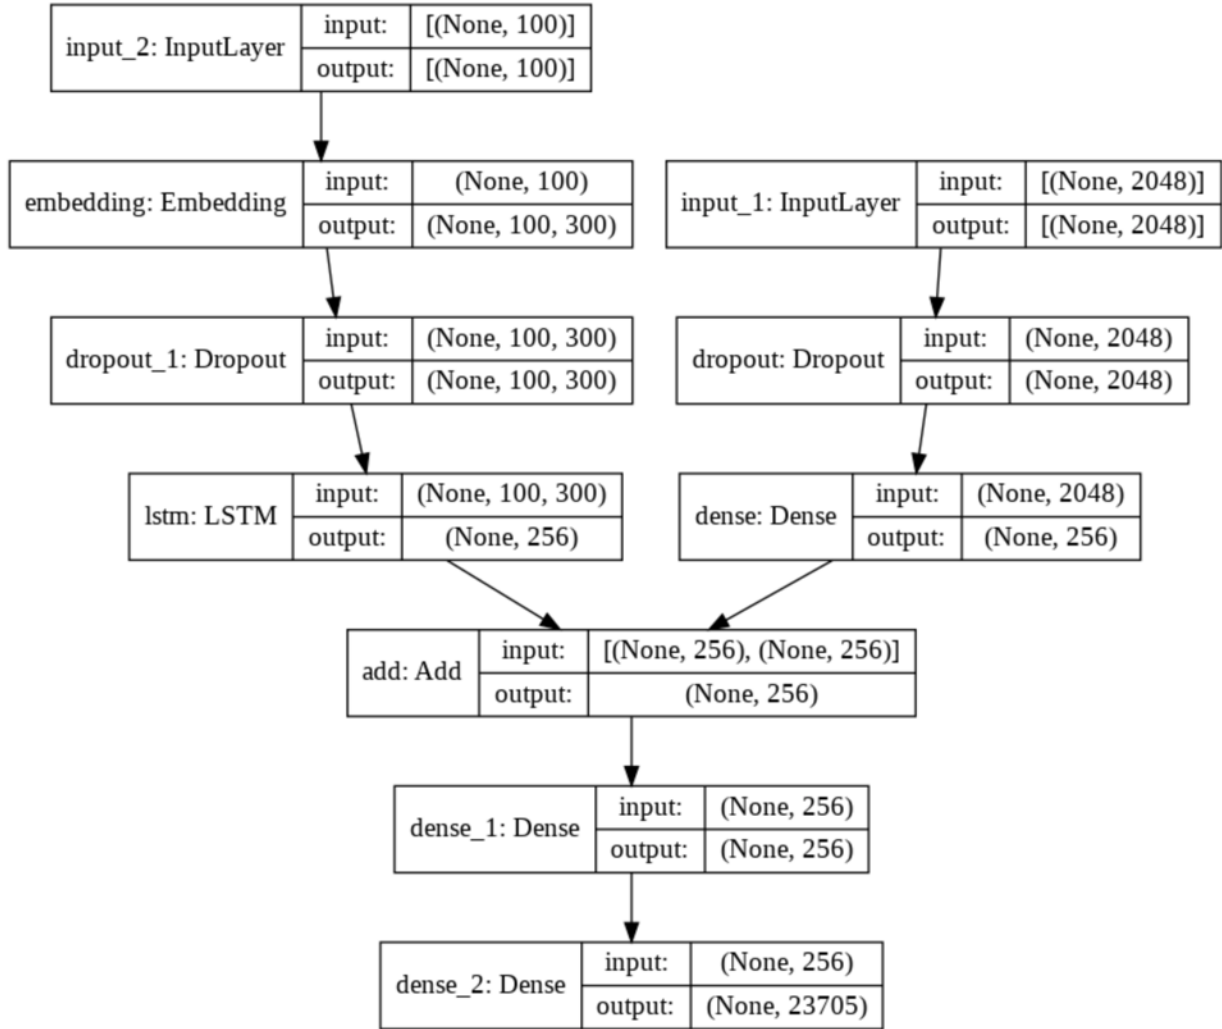 input_2: InputLayer
input:
[(None, 100)]
output:
[(None, 100)]
embedding: Embedding
input:
(None, 100)
output:
(None, 100, 300)
input_1: InputLayer
input:
[(None, 2048)]
output:
[(None, 2048)]
dropout_1: Dropout
input:
(None, 100, 300)
output:
(None, 100, 300)
dropout: Dropout
input:
(None, 2048)
output:
(None, 2048)
lstm: LSTM
input:
(None, 100, 300)
output:
(None, 256)
dense: Dense
input:
(None, 2048)
output:
(None, 256)
add: Add
input:
[(None, 256), (None, 256)]
output:
(None, 256)
dense_1: Dense
input:
(None, 256)
output:
(None, 256)
dense_2: Dense
input:
(None, 256)
output:
(None, 23705)